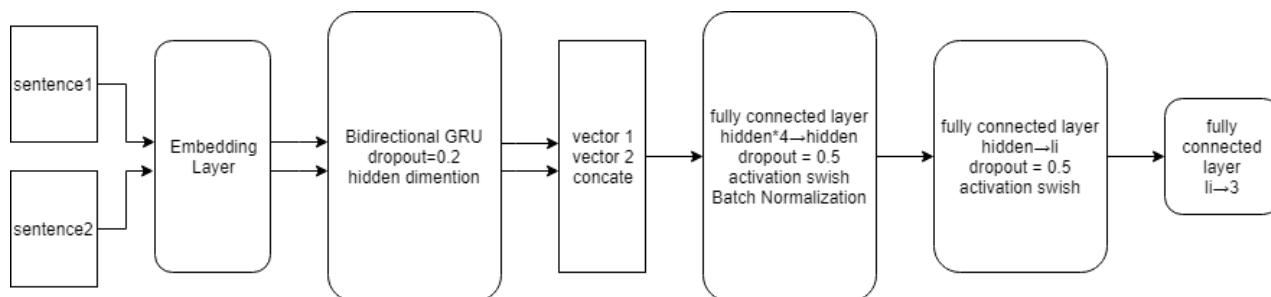 sentence1
sentence2
Embedding
Layer
Bidirectional GRU
dropout=0.2
hidden dimention
vector 1
vector 2
concate
fully connected layer
hidden*4→hidden
dropout = 0.5
activation swish
Batch Normalization
fully connected layer
hidden→li
dropout = 0.5
activation swish
fully
connected
layer
li→3